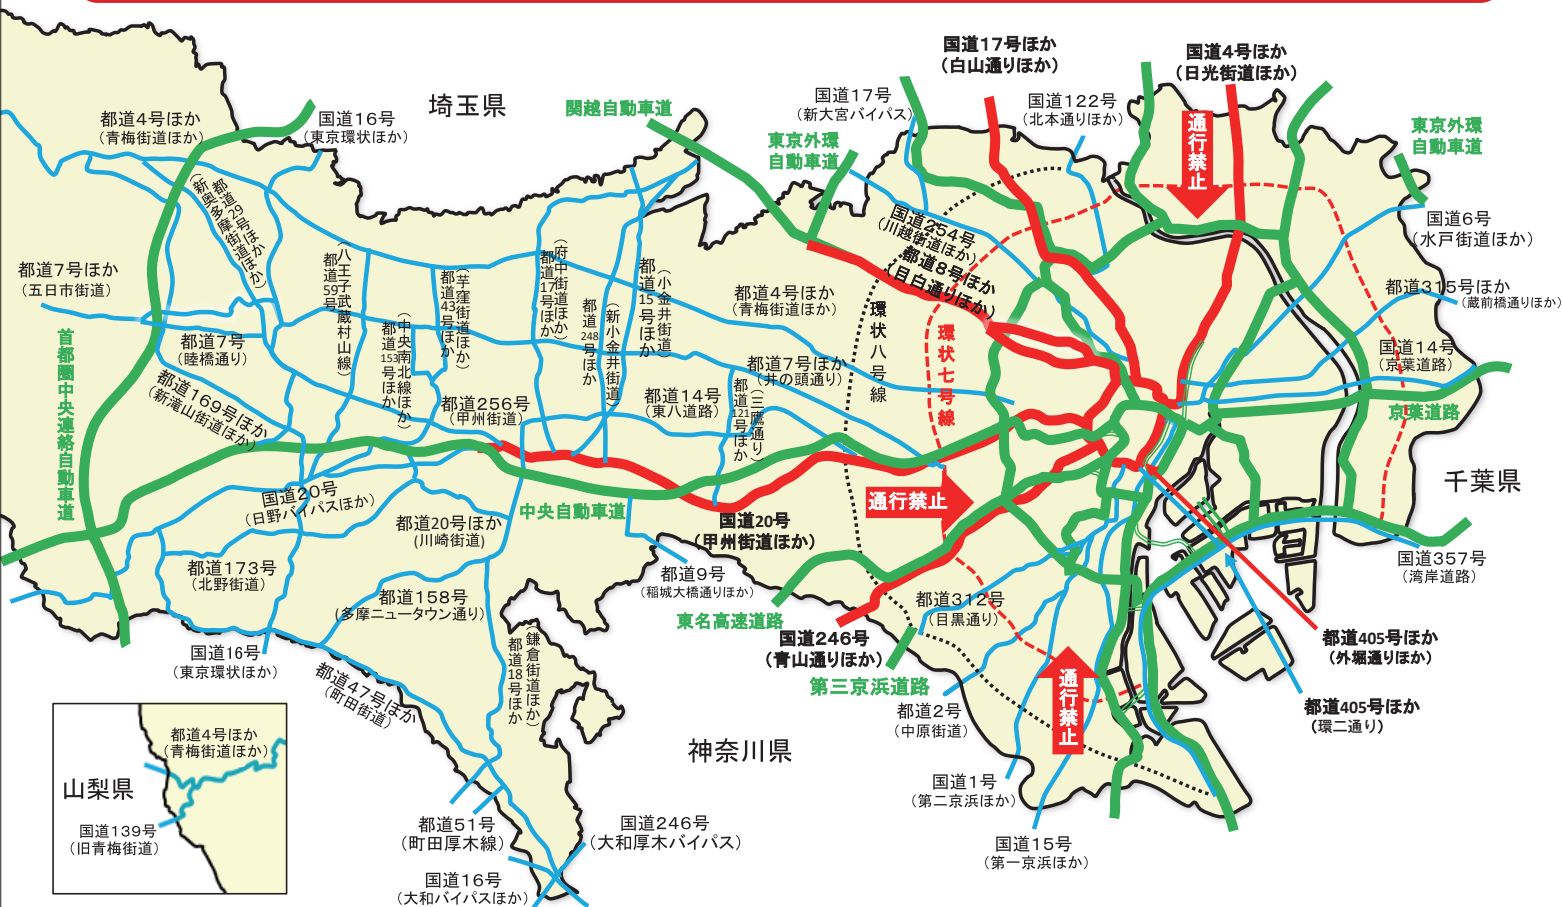 国道17号ほか
（白山通りほか）
国道4号ほか
（日光街道ほか）
埼玉県
関越自動車道
国道17号
（新大宮バイパス）
国道122号
（北本通りほか）
都道4号ほか
（青梅街道ほか）
国道16号
（東京環状ほか）
東京外環
自動車道
通行禁止
東京外環
自動車道
都道29号ほか
（新奥多摩街道ほか）
国道254号
（川越街道ほか）
国道6号
（水戸街道ほか）
都道8号ほか
（目白通りほか）
都道7号ほか
（五日市街道）
都道59号
（八王子武蔵村山線）
都道43号ほか
（芋窪街道ほか）
都道17号ほか
（府中街道ほか）
都道15号ほか
（小金井街道）
都道4号ほか
（青梅街道ほか）
都道315号ほか
（蔵前橋通りほか）
環状八号線
環状七号線
首都圏中央連絡自動車道
都道7号
（睦橋通り）
都道153号ほか
（中央南北線ほか）
都道248号ほか
（新小金井街道）
都道7号ほか
（井の頭通り）
国道14号
（京葉道路）
都道169号ほか
（新滝山街道ほか）
都道256号
（甲州街道）
都道14号
（東八道路）
都道121号ほか
（三鷹通り）
京葉道路
千葉県
国道20号
（日野バイパスほか）
都道20号ほか
（川崎街道）
中央自動車道
国道20号
（甲州街道ほか）
通行禁止
都道173号
（北野街道）
都道158号
（多摩ニュータウン通り）
都道9号
（稲城大橋通りほか）
東名高速道路
国道246号
（青山通りほか）
第三京浜道路
都道312号
（目黒通り）
国道357号
（湾岸道路）
都道405号ほか
（外堀通りほか）
都道405号ほか
（環二通り）
国道16号
（東京環状ほか）
都道47号ほか
（町田街道）
都道18号ほか
（鎌倉街道ほか）
通行禁止
都道2号
（中原街道）
神奈川県
国道1号
（第二京浜ほか）
国道15号
（第一京浜ほか）
都道51号
（町田厚木線）
国道246号
（大和厚木バイパス）
国道16号
（大和バイパスほか）
都道4号ほか
（青梅街道ほか）
山梨県
国道139号
（旧青梅街道）